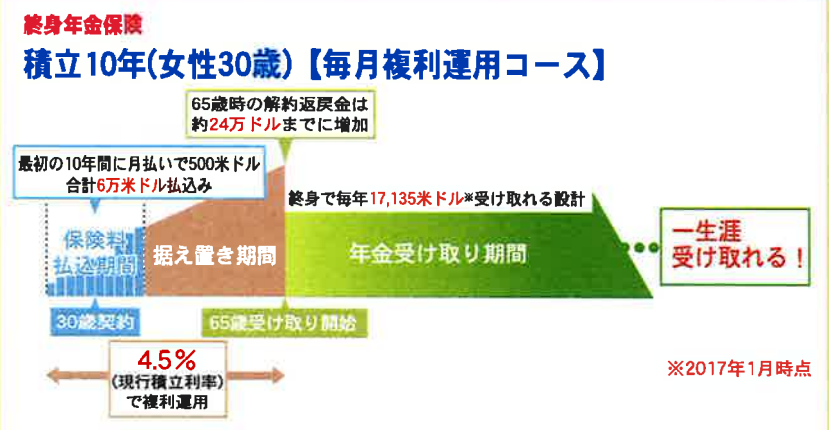 終身年金保険
積立10年(女性30歳)【毎月複利運用コース】
65歳時の解約返戻金は
約24万ドルまでに増加
最初の10年間に月払いで500米ドル
合計6万米ドル払込み
終身で毎年17,135米ドル※受け取れる設計
保険料
払込期間
据え置き期間
年金受け取り期間
一生涯
受け取れる!
30歳契約
65歳受け取り開始
4.5%
(現行積立利率)
で複利運用
※2017年1月時点